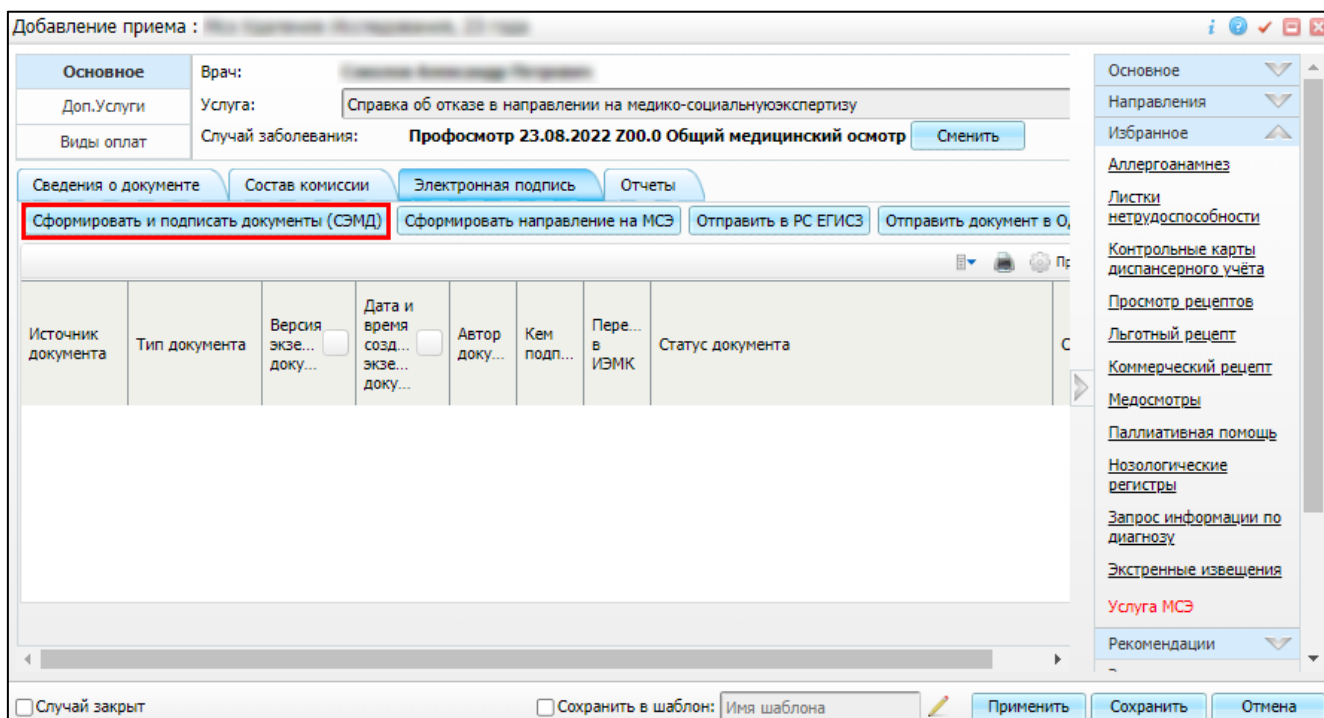 Добавление приема :
Основное
Доп.Услуги
Виды оплат
Врач:
Услуга: Справка об отказе в направлении на медико-социальнуюэкспертизу
Случай заболевания: Профосмотр 23.08.2022 Z00.0 Общий медицинский осмотр Сменить
Сведения о документе Состав комиссии Электронная подпись Отчеты
Сформировать и подписать документы (СЭМД) Сформировать направление на МСЭ Отправить в РС ЕГИСЗ Отправить документ в О
Источник
документа
Тип документа
Версия
экзе...
доку...
Дата и
время
созд...
экзе...
доку...
Автор
доку...
Кем
подп...
Пере...
в
ИЭМК
Статус документа
С
Основное
Направления
Избранное
Аллергоанамнез
Листки
нетрудоспособности
Контрольные карты
диспансерного учёта
Просмотр рецептов
Льготный рецепт
Коммерческий рецепт
Медосмотры
Паллиативная помощь
Нозологические
регистры
Запрос информации по
диагнозу
Экстренные извещения
Услуга МСЭ
Рекомендации
Случай закрыт Сохранить в шаблон: Имя шаблона Применить Сохранить Отмена